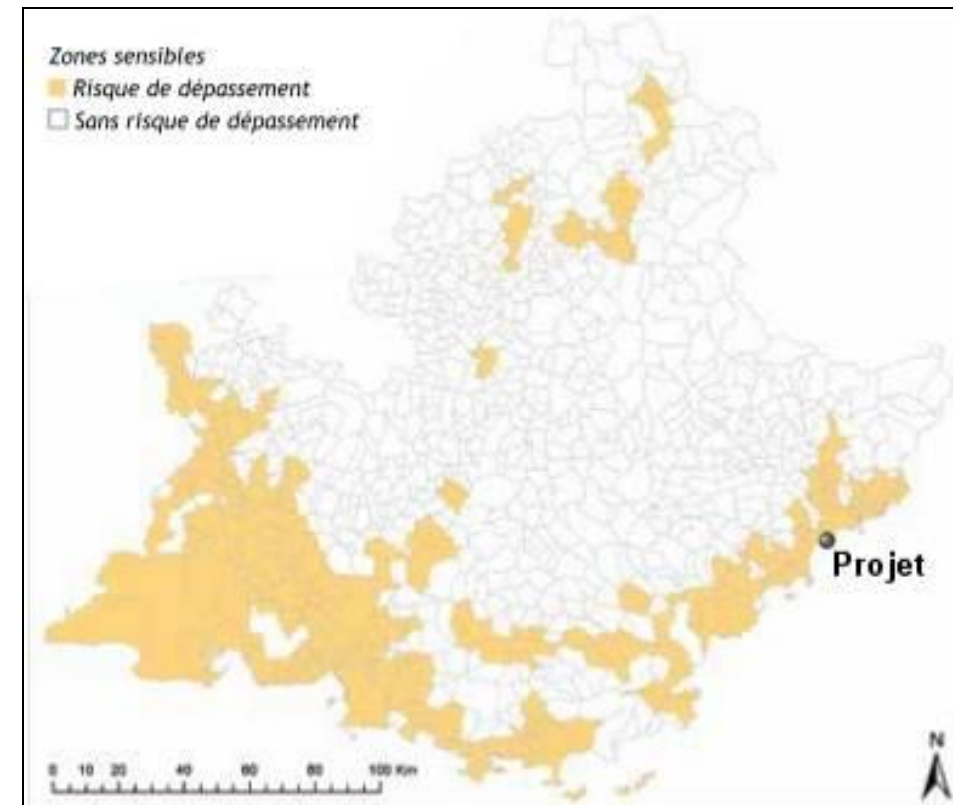 Zones sensibles
Risque de dépassement
Sans risque de dépassement
Projet
N
0 10 20 40 60 80 100 Km